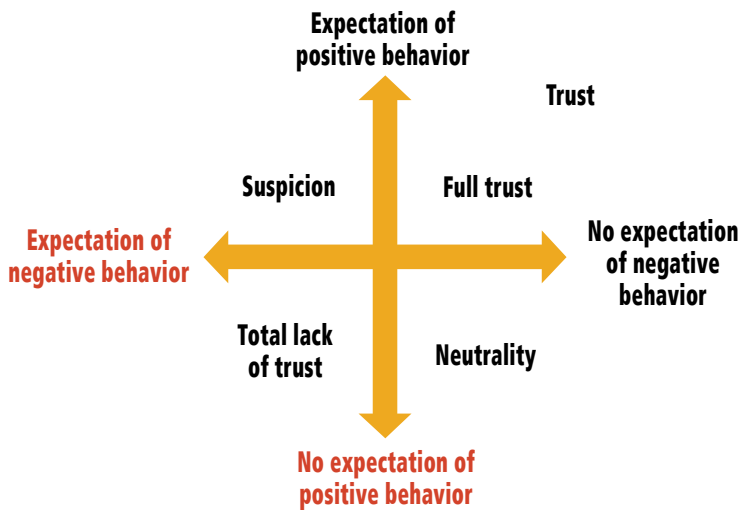 Expectation of
positive behavior
Trust
Suspicion
Full trust
Expectation of
negative behavior
No expectation
of negative
behavior
Total lack
of trust
Neutrality
No expectation of
positive behavior